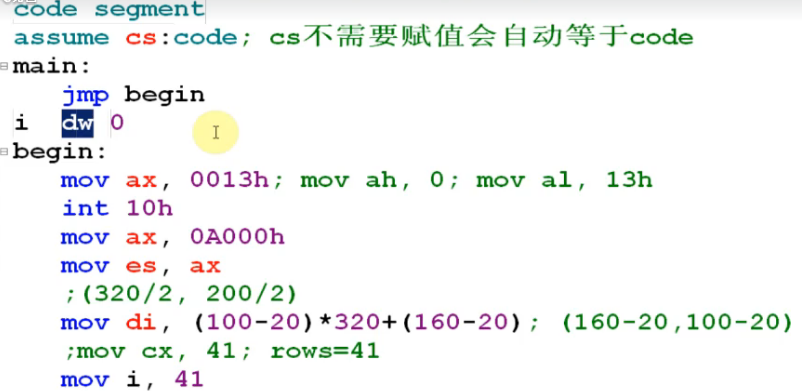 code segment
assume cs:code; cs不需要赋值会自动等于code
main:
jmp begin
i dw 0
begin:
mov ax, 0013h; mov ah, 0; mov al, 13h
int 10h
mov ax, 0A000h
mov es, ax
;(320/2, 200/2)
mov di, (100-20)*320+(160-20); (160-20,100-20)
;mov cx, 41; rows=41
mov i, 41